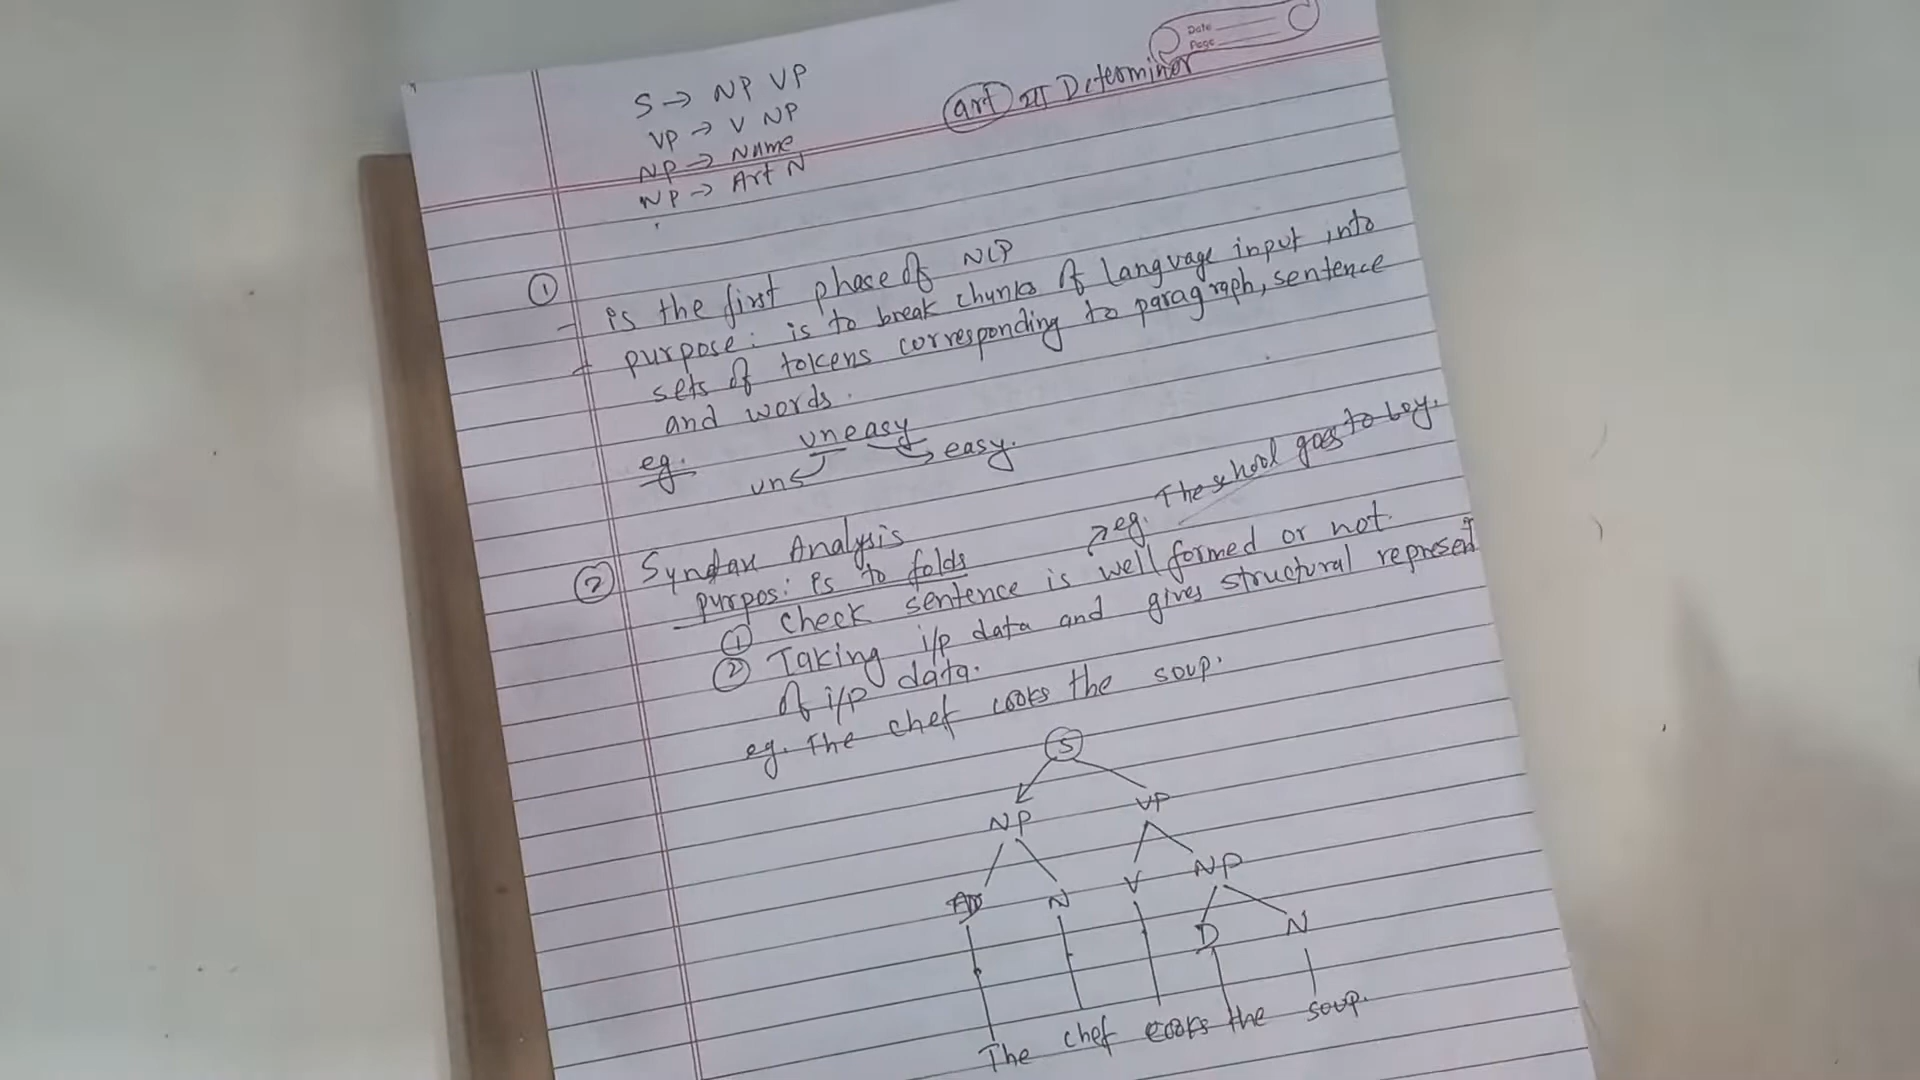 Date
Page
S → NP VP
VP → V NP
NP → Name
NP → Art N
art या Determiner
①
- is the first phase of NLP
- purpose: is to break chunks of language input into
sets of tokens corresponding to paragraph, sentence
and words.
eg. uneasy
uns easy.
② Syntax Analysis
purpos: is to folds
→ eg. The school goes to boy.
① check sentence is well formed or not.
② Taking i/p data and gives structural represent
of i/p data.
eg. The chef cooks the soup.
S
NP VP
N V NP
D N
The chef cooks the soup.